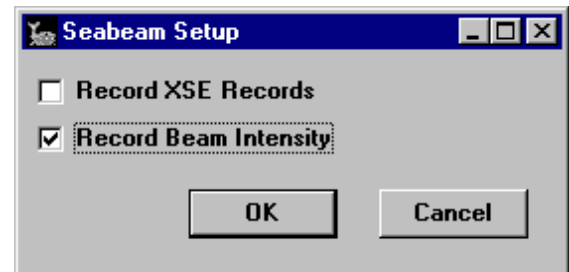 Seabeam Setup
Record XSE Records
Record Beam Intensity
OK Cancel